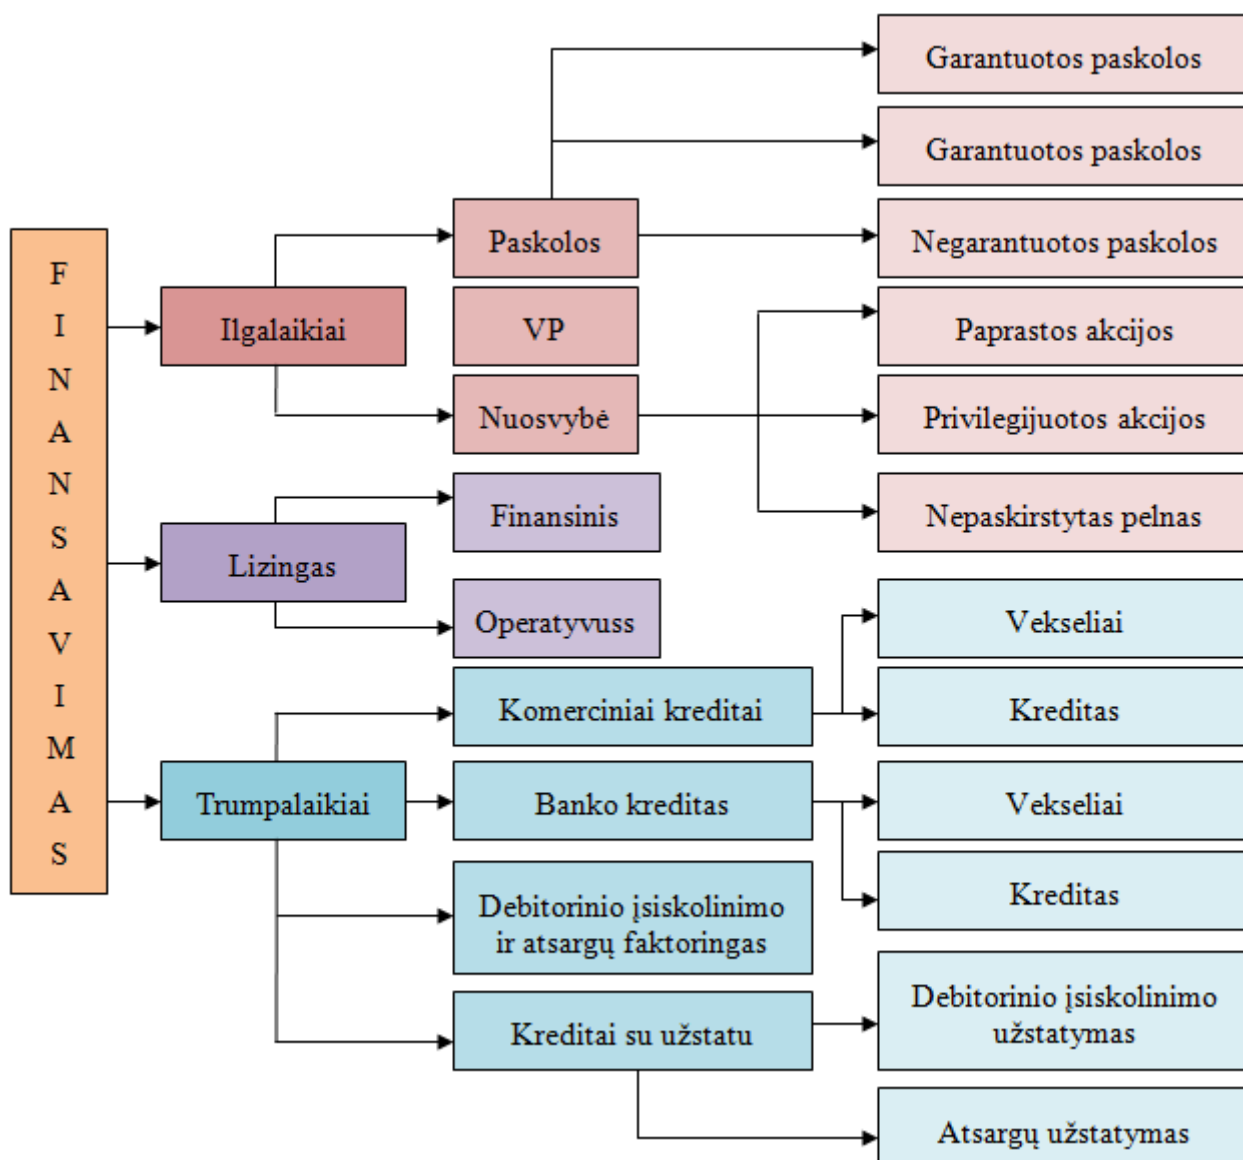 FINANSAVIMAS
Ilgalaikiai
Paskolos
Garantuotos paskolos
Garantuotos paskolos
Negarantuotos paskolos
VP
Nuosvybė
Paprastos akcijos
Privilegijuotos akcijos
Nepaskirstytas pelnas
Lizingas
Finansinis
Operatyvuss
Trumpalaikiai
Komerciniai kreditai
Vekseliai
Kreditas
Banko kreditas
Vekseliai
Kreditas
Debitorinio įsiskolinimo
ir atsargų faktoringas
Kreditai su užstatu
Debitorinio įsiskolinimo
užstatymas
Atsargų užstatymas